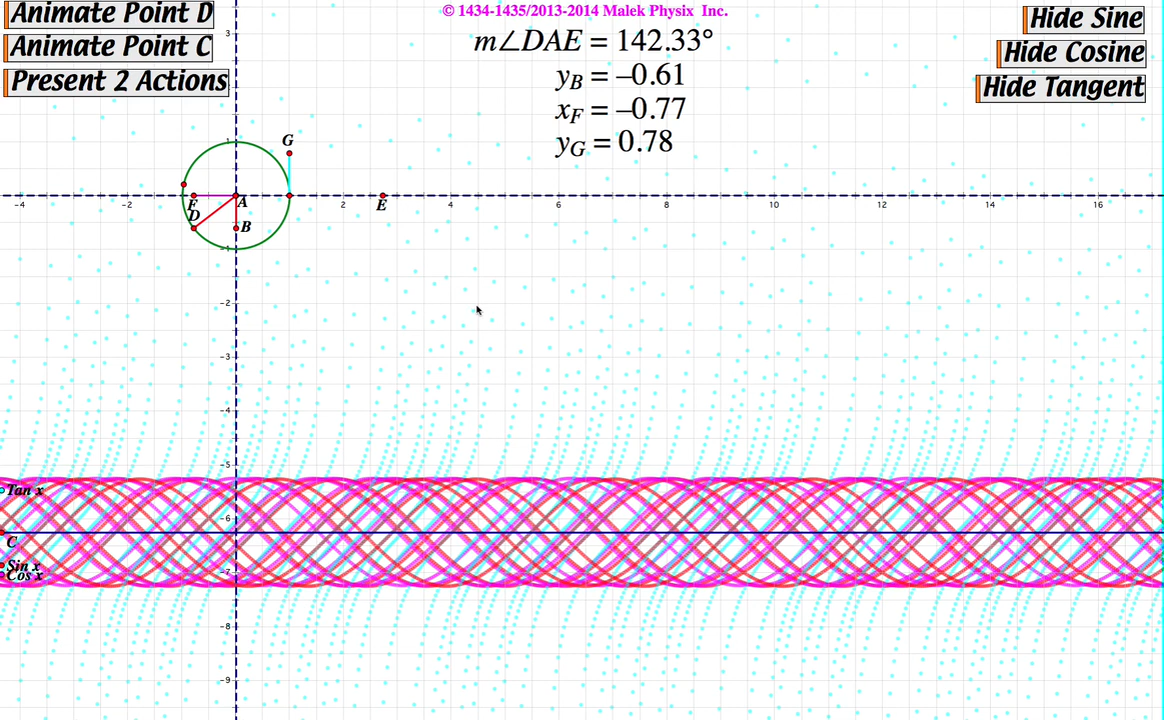 © 1434-1435/2013-2014 Malek Physix Inc.
Animate Point D
Animate Point C
Present 2 Actions
m∠DAE = 142.33°
y_B = –0.61
x_F = –0.77
y_G = 0.78
Hide Sine
Hide Cosine
Hide Tangent
3
1
G
F
A
E
D
B
-4
-2
2
4
6
8
10
12
14
16
-1
-2
-3
-4
-5
-6
-7
-8
-9
Tan x
C
Sin x
Cos x